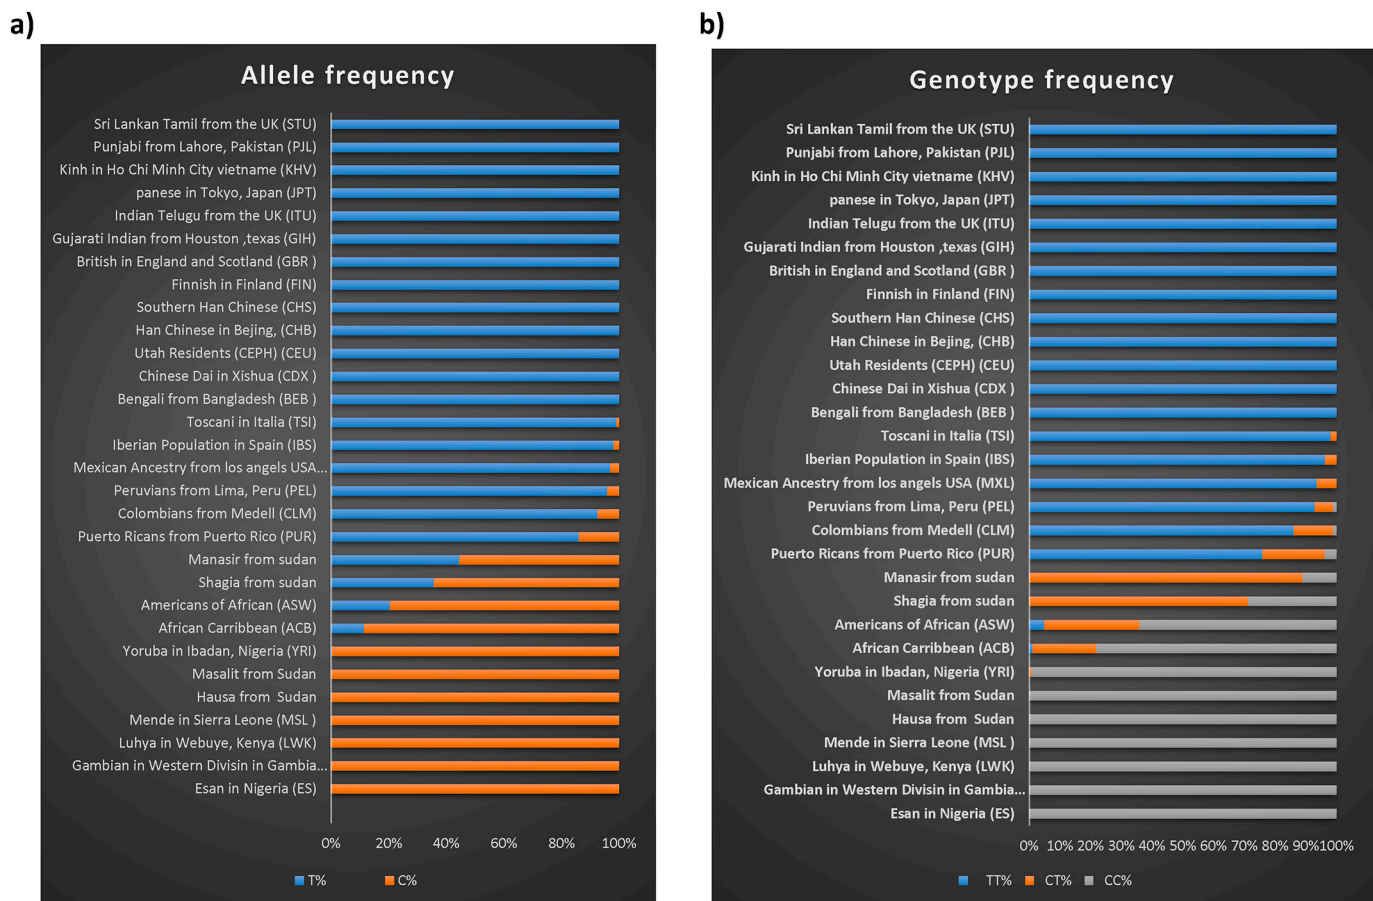 a)
Allele frequency
Sri Lankan Tamil from the UK (STU)
Punjabi from Lahore, Pakistan (PJL)
Kinh in Ho Chi Minh City vietname (KHV)
panese in Tokyo, Japan (JPT)
Indian Telugu from the UK (ITU)
Gujarati Indian from Houston ,texas (GIH)
British in England and Scotland (GBR )
Finnish in Finland (FIN)
Southern Han Chinese (CHS)
Han Chinese in Bejing, (CHB)
Utah Residents (CEPH) (CEU)
Chinese Dai in Xishua (CDX )
Bengali from Bangladesh (BEB )
Toscani in Italia (TSI)
Iberian Population in Spain (IBS)
Mexican Ancestry from los angels USA...
Peruvians from Lima, Peru (PEL)
Colombians from Medell (CLM)
Puerto Ricans from Puerto Rico (PUR)
Manasir from sudan
Shagia from sudan
Americans of African (ASW)
African Carribbean (ACB)
Yoruba in Ibadan, Nigeria (YRI)
Masalit from Sudan
Hausa from  Sudan
Mende in Sierra Leone (MSL )
Luhya in Webuye, Kenya (LWK)
Gambian in Western Divisin in Gambia...
Esan in Nigeria (ES)
0% 20% 40% 60% 80% 100%
T% C%
b)
Genotype frequency
Sri Lankan Tamil from the UK (STU)
Punjabi from Lahore, Pakistan (PJL)
Kinh in Ho Chi Minh City vietname (KHV)
panese in Tokyo, Japan (JPT)
Indian Telugu from the UK (ITU)
Gujarati Indian from Houston ,texas (GIH)
British in England and Scotland (GBR )
Finnish in Finland (FIN)
Southern Han Chinese (CHS)
Han Chinese in Bejing, (CHB)
Utah Residents (CEPH) (CEU)
Chinese Dai in Xishua (CDX )
Bengali from Bangladesh (BEB )
Toscani in Italia (TSI)
Iberian Population in Spain (IBS)
Mexican Ancestry from los angels USA (MXL)
Peruvians from Lima, Peru (PEL)
Colombians from Medell (CLM)
Puerto Ricans from Puerto Rico (PUR)
Manasir from sudan
Shagia from sudan
Americans of African (ASW)
African Carribbean (ACB)
Yoruba in Ibadan, Nigeria (YRI)
Masalit from Sudan
Hausa from  Sudan
Mende in Sierra Leone (MSL )
Luhya in Webuye, Kenya (LWK)
Gambian in Western Divisin in Gambia...
Esan in Nigeria (ES)
0% 10% 20% 30% 40% 50% 60% 70% 80% 90%100%
TT% CT% CC%